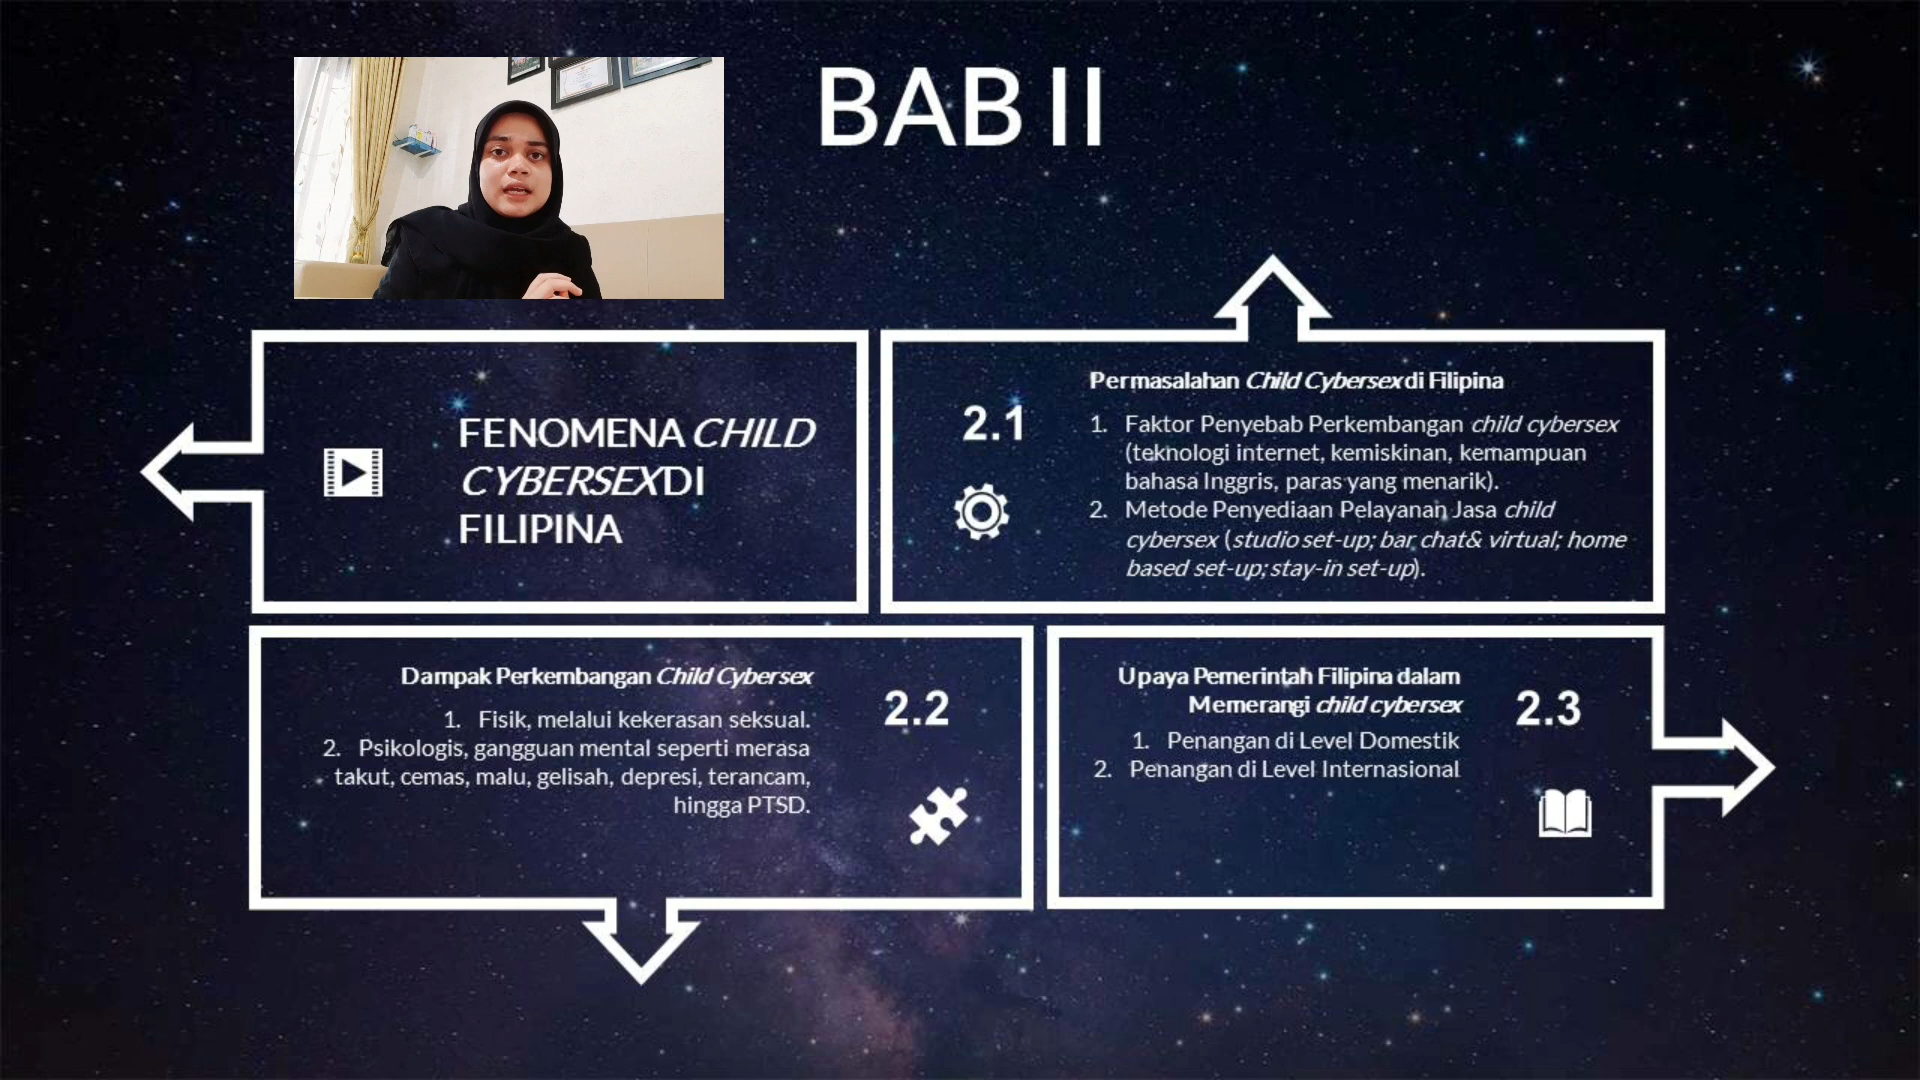 BAB II
FENOMENA CHILD
CYBERSEX DI
FILIPINA
2.1
Permasalahan Child Cybersex di Filipina
1. Faktor Penyebab Perkembangan child cybersex
(teknologi internet, kemiskinan, kemampuan
bahasa Inggris, paras yang menarik).
2. Metode Penyediaan Pelayanan Jasa child
cybersex (studio set-up; bar chat& virtual; home
based set-up; stay-in set-up).
Dampak Perkembangan Child Cybersex
1. Fisik, melalui kekerasan seksual.
2. Psikologis, gangguan mental seperti merasa
takut, cemas, malu, gelisah, depresi, terancam,
hingga PTSD.
2.2
Upaya Pemerintah Filipina dalam
Memerangi child cybersex
1. Penangan di Level Domestik
2. Penangan di Level Internasional
2.3